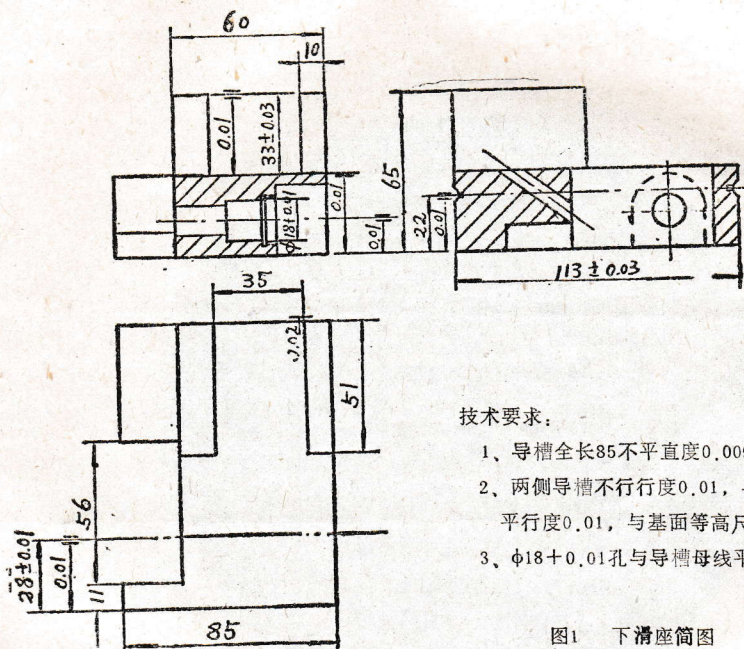 60
10
0.01
33±0.03
φ18±0.01
0.01
0.01
65
22
0.01
113±0.03
35
0.02
51
56
28±0.01
0.01
11
85
技术要求：
1、导槽全长85不平直度0.00
2、两侧导槽不行行度0.01，
平行度0.01，与基面等高尺
3、φ18+0.01孔与导槽母线平
图1 下滑座简图